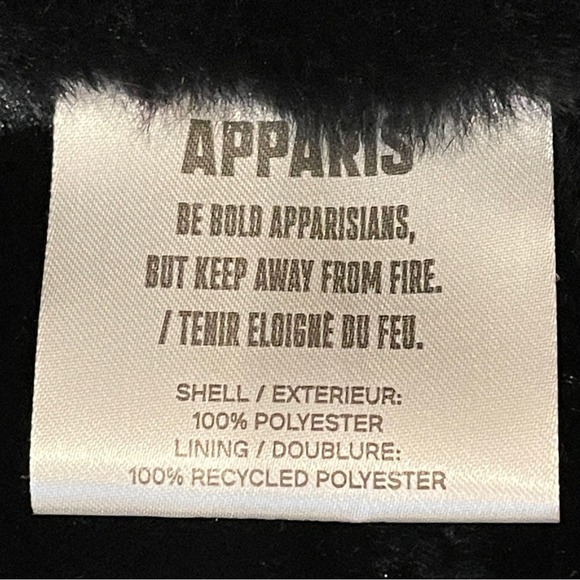 APPARIS
BE BOLD APPARISIANS,
BUT KEEP AWAY FROM FIRE.
/ TENIR ELOIGNÈ DU FEU.
SHELL / EXTERIEUR:
100% POLYESTER
LINING / DOUBLURE:
100% RECYCLED POLYESTER